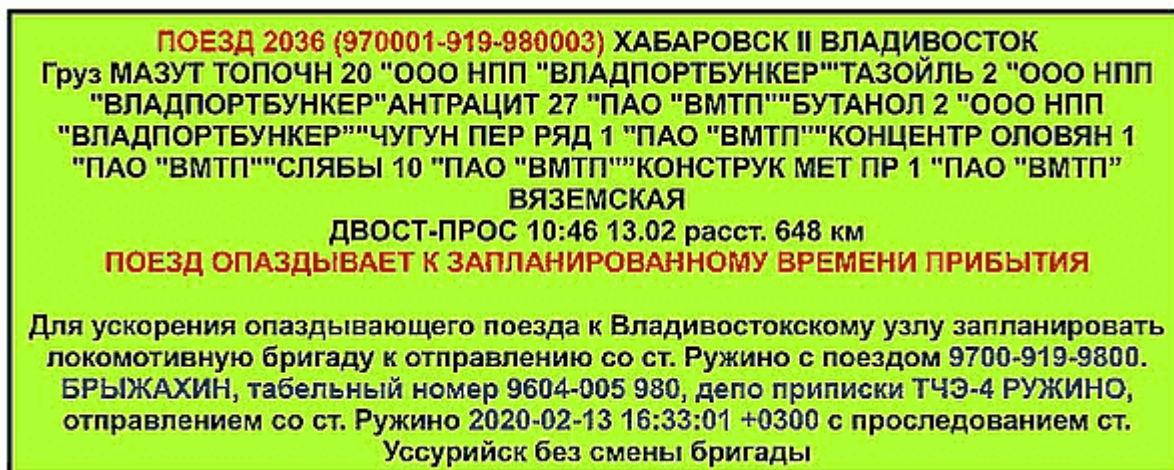 ПОЕЗД 2036 (970001-919-980003) ХАБАРОВСК II ВЛАДИВОСТОК
Груз МАЗУТ ТОПОЧН 20 "ООО НПП "ВЛАДПОРТБУНКЕР""ТАЗОЙЛЬ 2 "ООО НПП
"ВЛАДПОРТБУНКЕР"АНТРАЦИТ 27 "ПАО "ВМТП""БУТАНОЛ 2 "ООО НПП
"ВЛАДПОРТБУНКЕР”"ЧУГУН ПЕР РЯД 1 "ПАО "ВМТП""КОНЦЕНТР ОЛОВЯН 1
"ПАО "ВМТП""СЛЯБЫ 10 "ПАО "ВМТП"”КОНСТРУК МЕТ ПР 1 "ПАО "ВМТП”
ВЯЗЕМСКАЯ
ДВОСТ-ПРОС 10:46 13.02 расст. 648 км
ПОЕЗД ОПАЗДЫВАЕТ К ЗАПЛАНИРОВАННОМУ ВРЕМЕНИ ПРИБЫТИЯ
Для ускорения опаздывающего поезда к Владивостокскому узлу запланировать
локомотивную бригаду к отправлению со ст. Ружино с поездом 9700-919-9800.
БРЫЖАХИН, табельный номер 9604-005 980, депо приписки ТЧЭ-4 РУЖИНО,
отправлением со ст. Ружино 2020-02-13 16:33:01 +0300 с проследованием ст.
Уссурийск без смены бригады